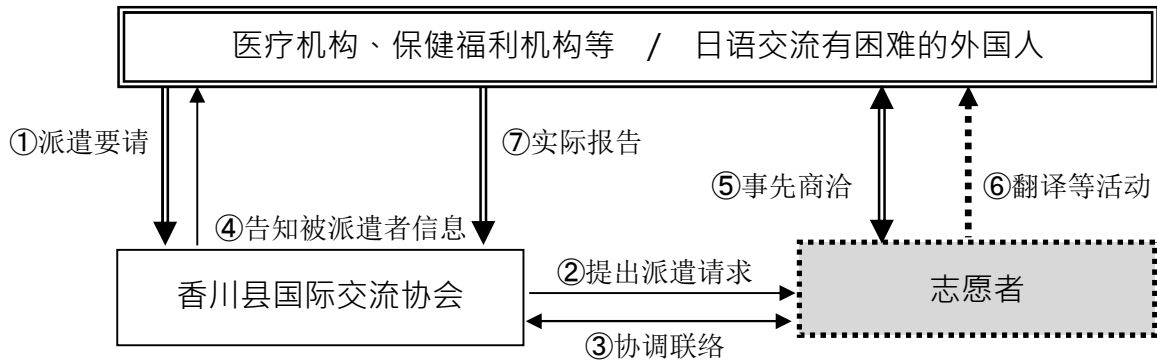 医疗机构、保健福利机构等 / 日语交流有困难的外国人
①派遣要请
⑦实际报告
⑤事先商洽
⑥翻译等活动
④告知被派遣者信息
香川县国际交流协会
②提出派遣请求
志愿者
③协调联络